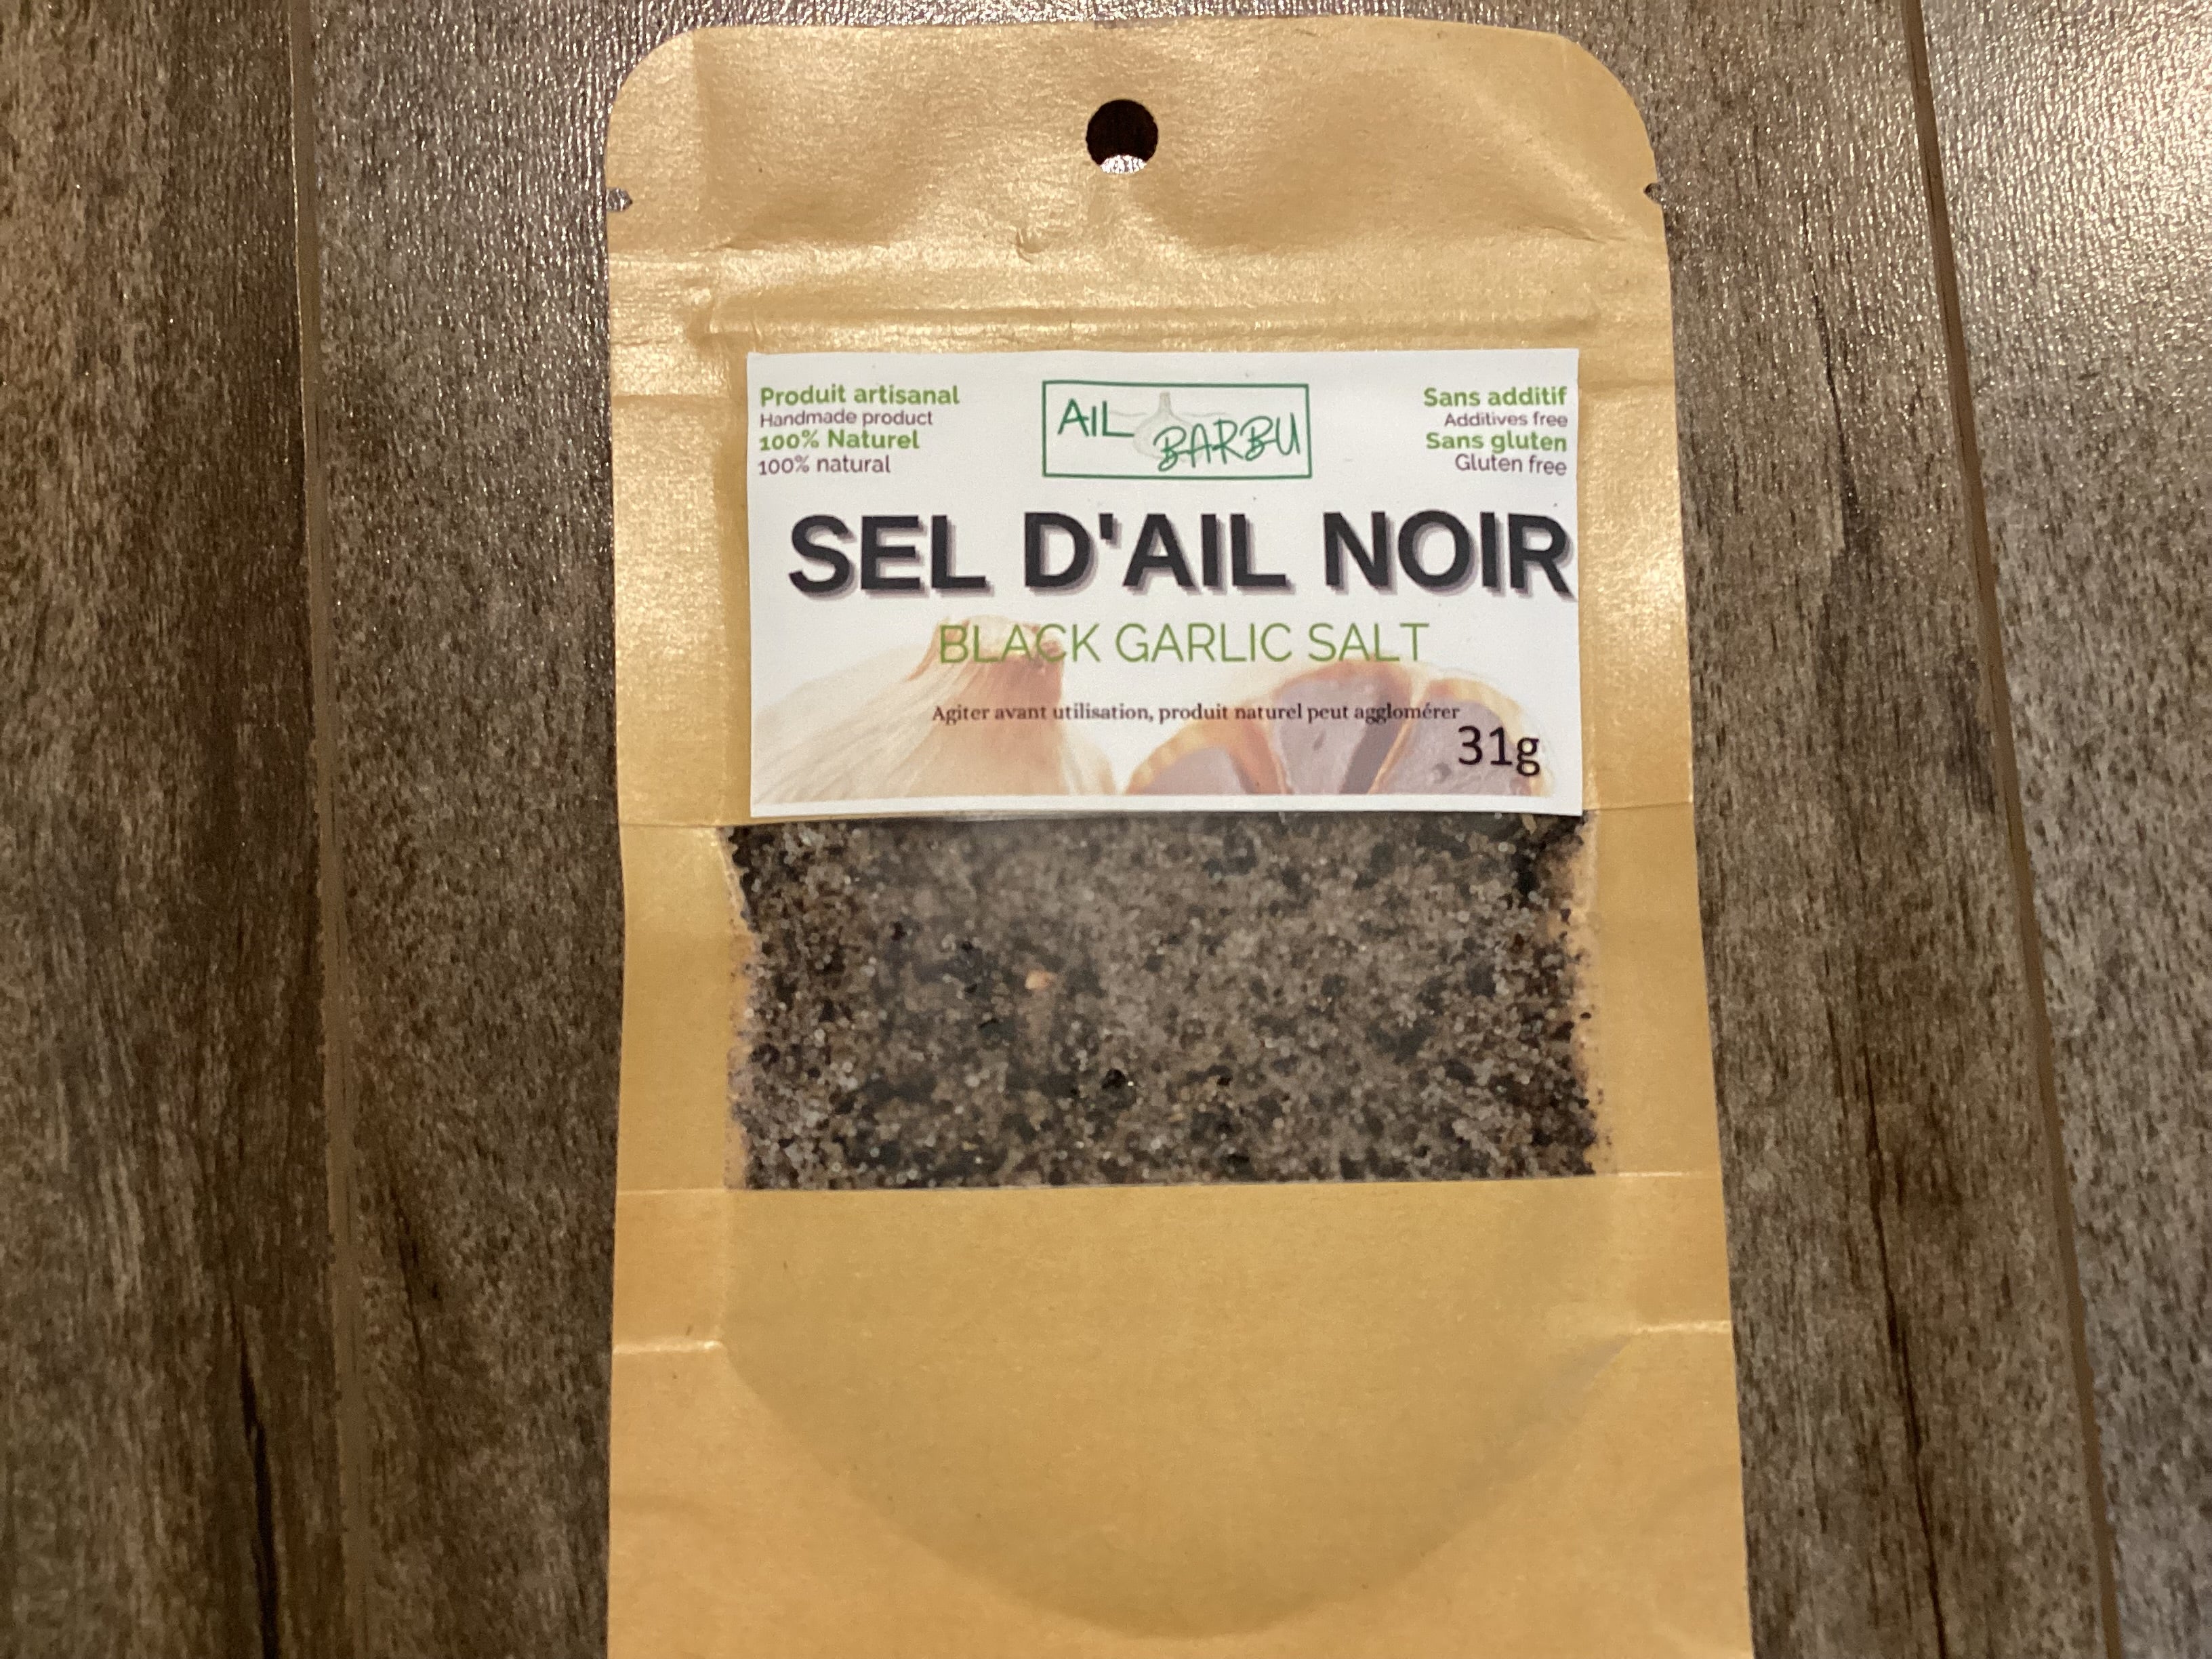 Produit artisanal
Handmade product
100% Naturel
100% natural
AIL
BARBU
Sans additif
Additives free
Sans gluten
Gluten free
SEL D'AIL NOIR
BLACK GARLIC SALT
Agiter avant utilisation, produit naturel peut agglomérer
31g